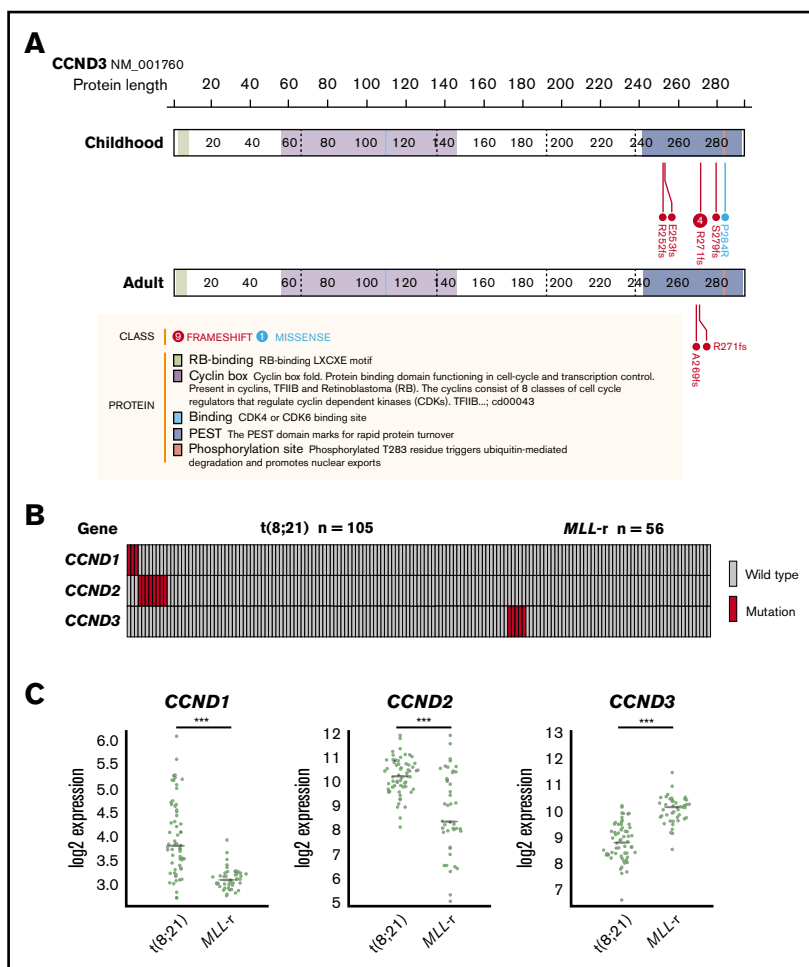 A
CCND3 NM_001760
Protein length 20 40 60 80 100 120 140 160 180 200 220 240 260 280
Childhood 20 40 60 80 100 120 140 160 180 200 220 240 260 280
R252fs E253fs 4 R271fs S279fs P284R
Adult 20 40 60 80 100 120 140 160 180 200 220 240 260 280
A269fs R271fs
CLASS 9 FRAMESHIFT 1 MISSENSE
PROTEIN
RB-binding RB-binding LXCXE motif
Cyclin box Cyclin box fold. Protein binding domain functioning in cell-cycle and transcription control.
Present in cyclins, TFIIB and Retinoblastoma (RB). The cyclins consist of 8 classes of cell cycle
regulators that regulate cyclin dependent kinases (CDKs). TFIIB...; cd00043
Binding CDK4 or CDK6 binding site
PEST The PEST domain marks for rapid protein turnover
Phosphorylation site Phosphorylated T283 residue triggers ubiquitin-mediated
degradation and promotes nuclear exports
B
Gene t(8;21) n = 105 MLL-r n = 56
CCND1
CCND2
CCND3
Wild type
Mutation
C
CCND1
***
log2 expression
6.0
5.5
5.0
4.5
4.0
3.5
3.0
t(8;21) MLL-r
CCND2
***
log2 expression
12
11
10
9
8
7
6
5
t(8;21) MLL-r
CCND3
***
log2 expression
13
12
11
10
9
8
7
t(8;21) MLL-r